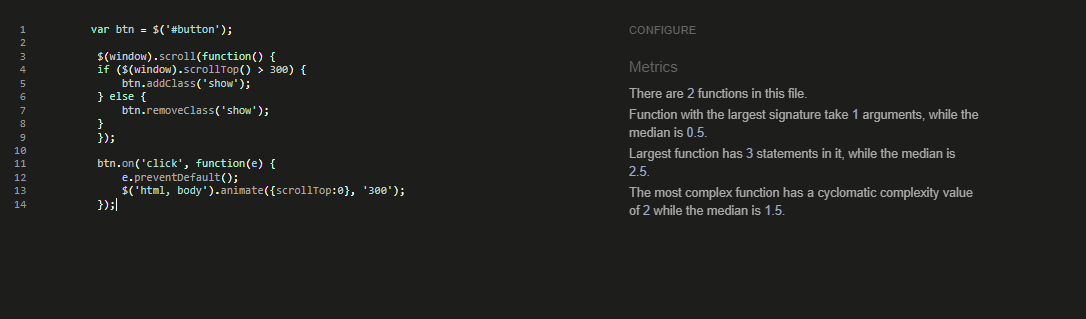 1 var btn = $('#button');
2
3 $(window).scroll(function() {
4 if ($(window).scrollTop() > 300) {
5 btn.addClass('show');
6 } else {
7 btn.removeClass('show');
8 }
9 });
10
11 btn.on('click', function(e) {
12 e.preventDefault();
13 $('html, body').animate({scrollTop:0}, '300');
14 });
CONFIGURE
Metrics
There are 2 functions in this file.
Function with the largest signature take 1 arguments, while the
median is 0.5.
Largest function has 3 statements in it, while the median is
2.5.
The most complex function has a cyclomatic complexity value
of 2 while the median is 1.5.